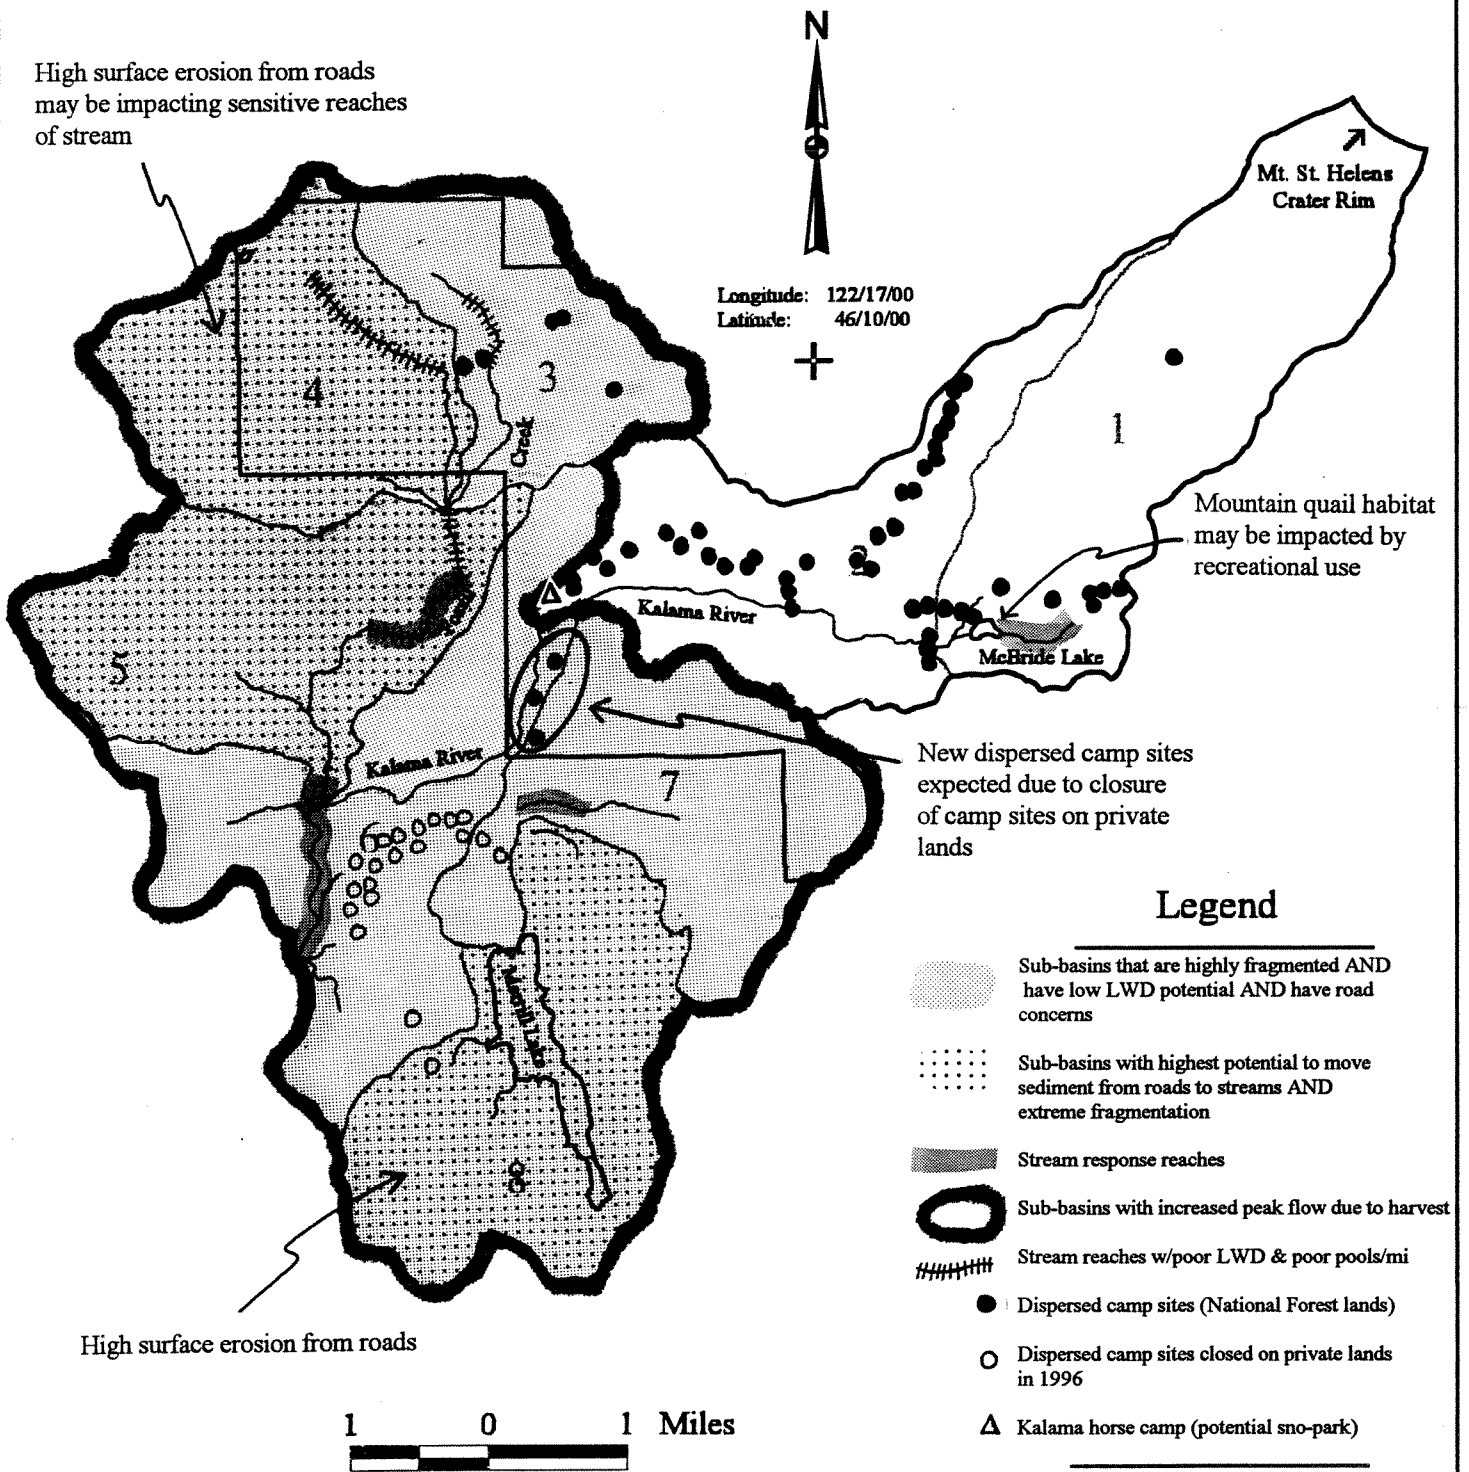 N
High surface erosion from roads
may be impacting sensitive reaches
of stream
Mt. St. Helens
Crater Rim
Longitude: 122/17/00
Latitude: 46/10/00
3
4
Creek
1
Mountain quail habitat
may be impacted by
recreational use
Kalama River
McBride Lake
5
Kalama River
7
New dispersed camp sites
expected due to closure
of camp sites on private
lands
Merrill Lake
Legend
Sub-basins that are highly fragmented AND
have low LWD potential AND have road
concerns
Sub-basins with highest potential to move
sediment from roads to streams AND
extreme fragmentation
Stream response reaches
Sub-basins with increased peak flow due to harvest
Stream reaches w/poor LWD & poor pools/mi
Dispersed camp sites (National Forest lands)
Dispersed camp sites closed on private lands
in 1996
Kalama horse camp (potential sno-park)
High surface erosion from roads
1 0 1 Miles